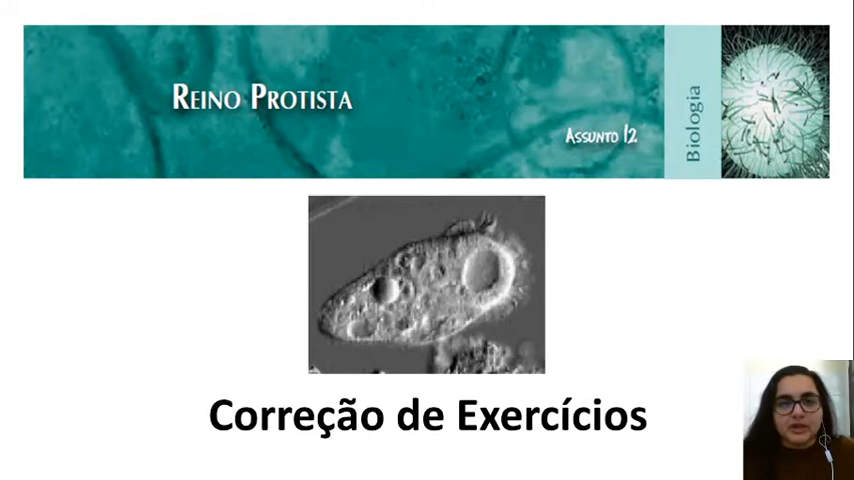 REINO PROTISTA
ASSUNTO 12
Biologia
Correção de Exercícios